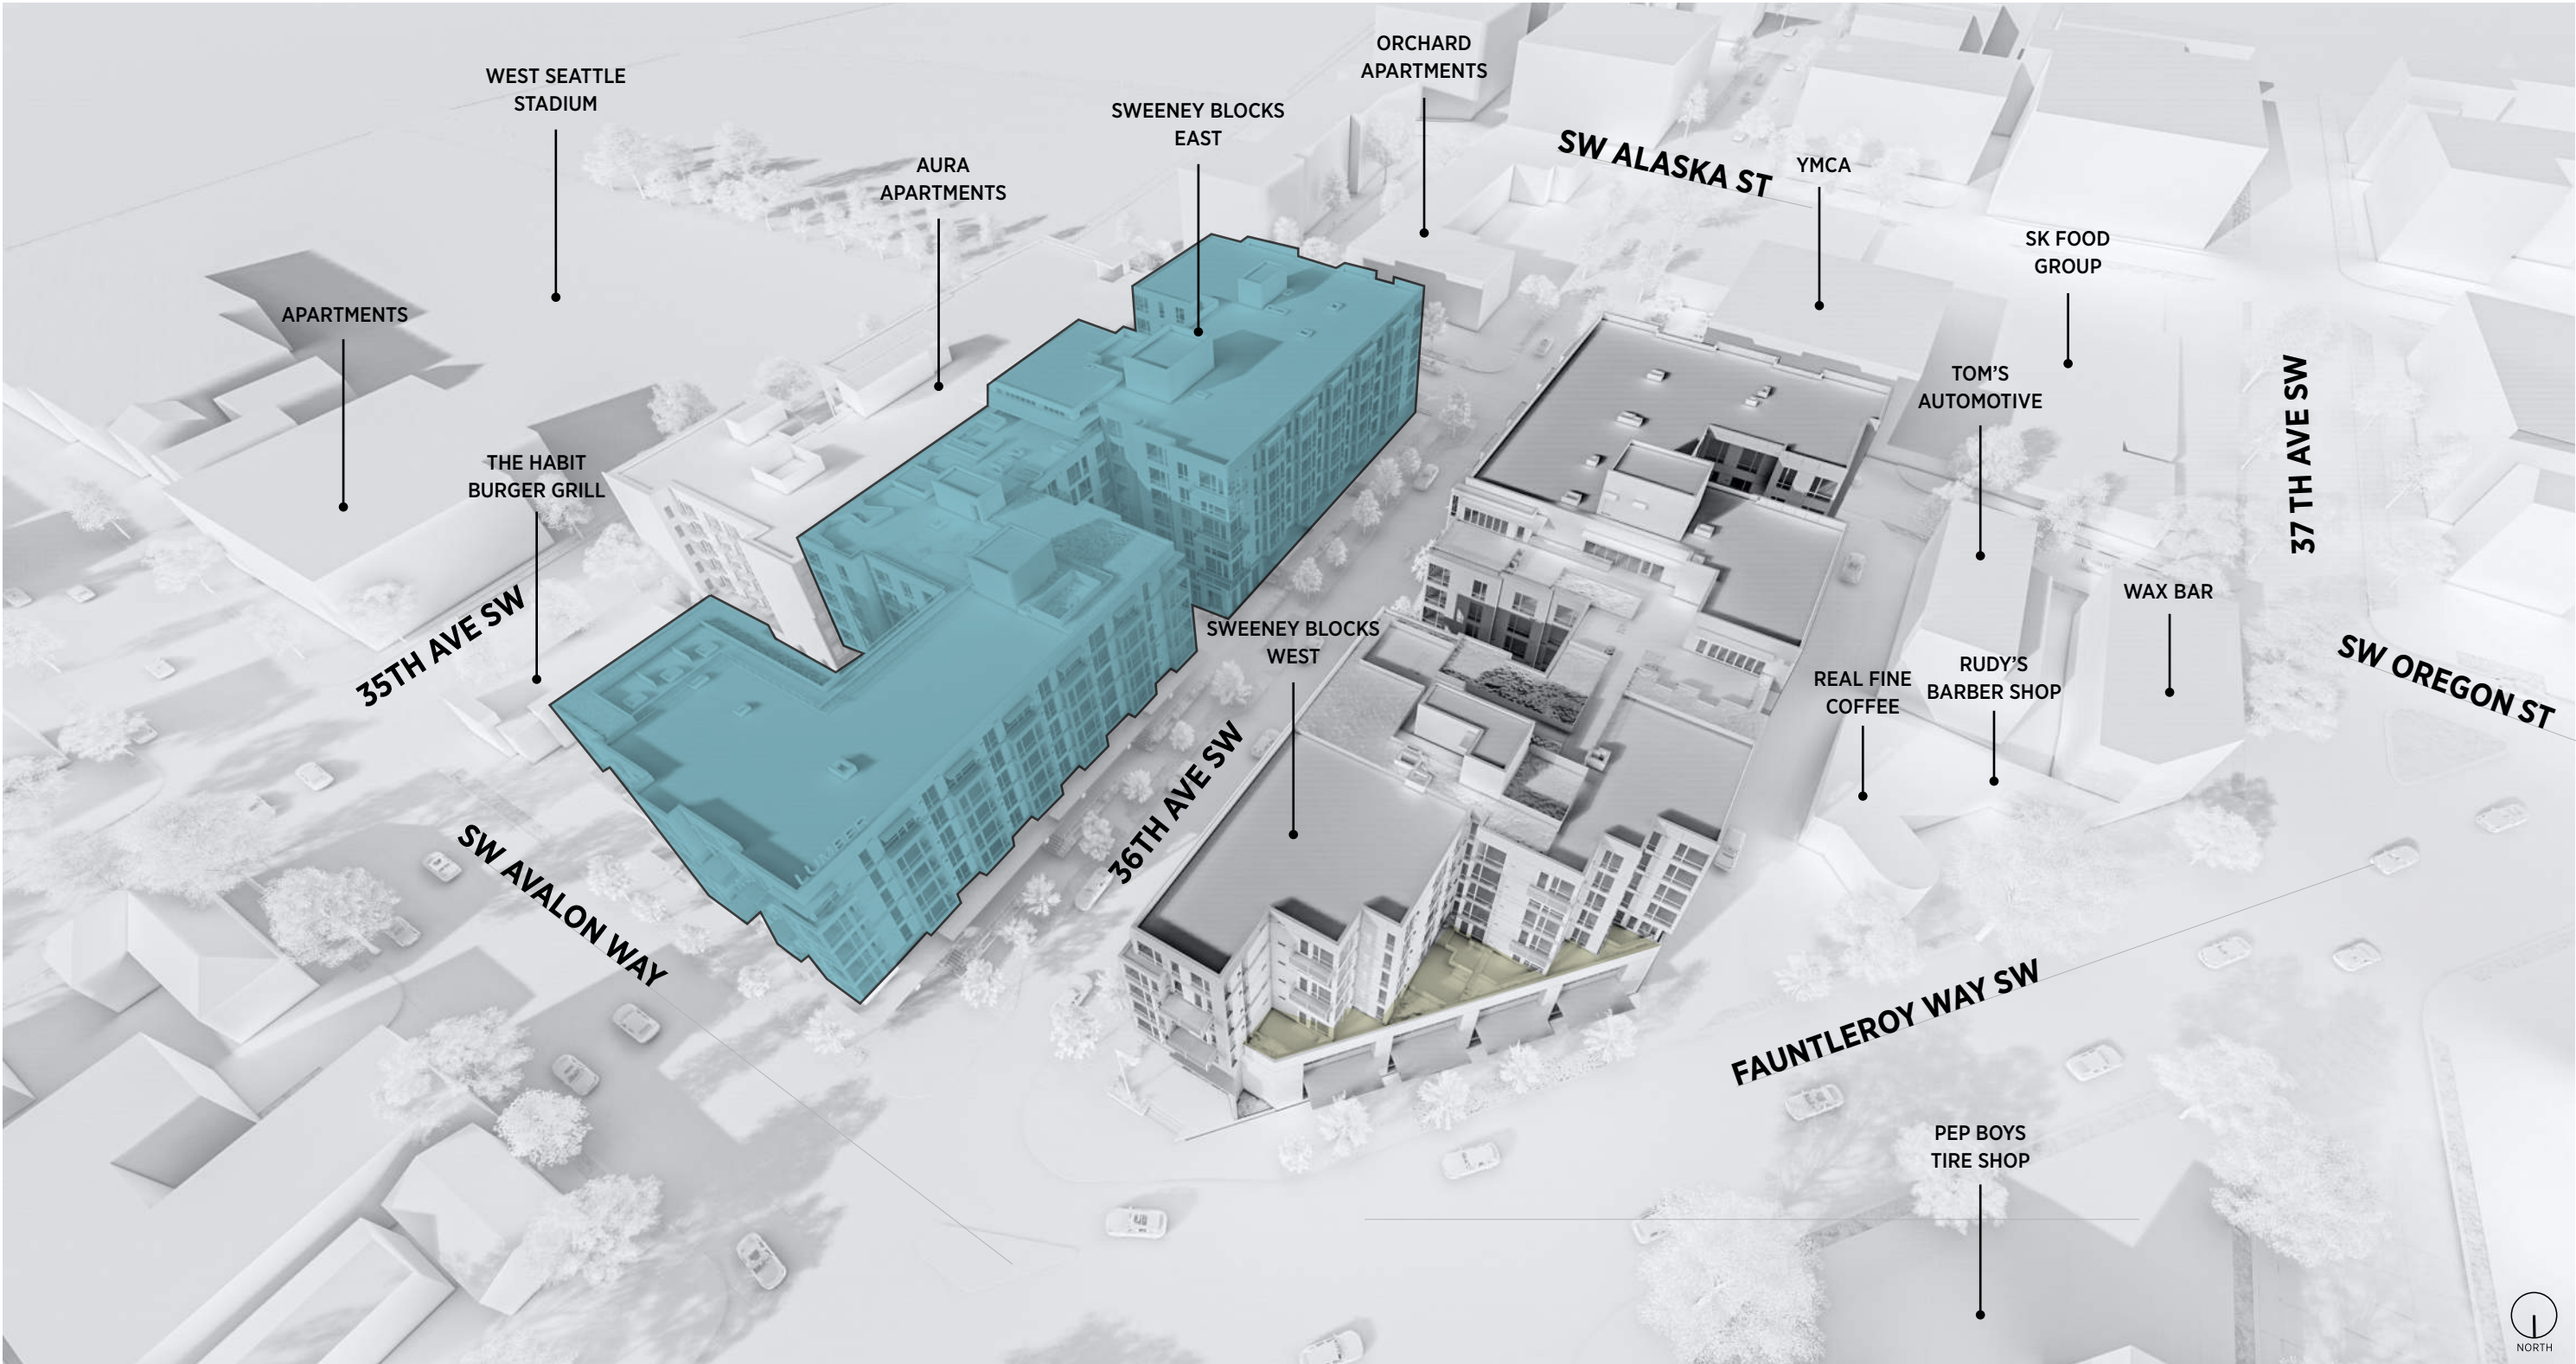 ORCHARD
APARTMENTS
WEST SEATTLE
STADIUM
SWEENEY BLOCKS
EAST
SW ALASKA ST
YMCA
AURA
APARTMENTS
SK FOOD
GROUP
APARTMENTS
TOM'S
AUTOMOTIVE
37 TH AVE SW
THE HABIT
BURGER GRILL
35TH AVE SW
WAX BAR
SWEENEY BLOCKS
WEST
REAL FINE
COFFEE
RUDY'S
BARBER SHOP
SW OREGON ST
36TH AVE SW
SW AVALON WAY
FAUNTLEROY WAY SW
PEP BOYS
TIRE SHOP
NORTH